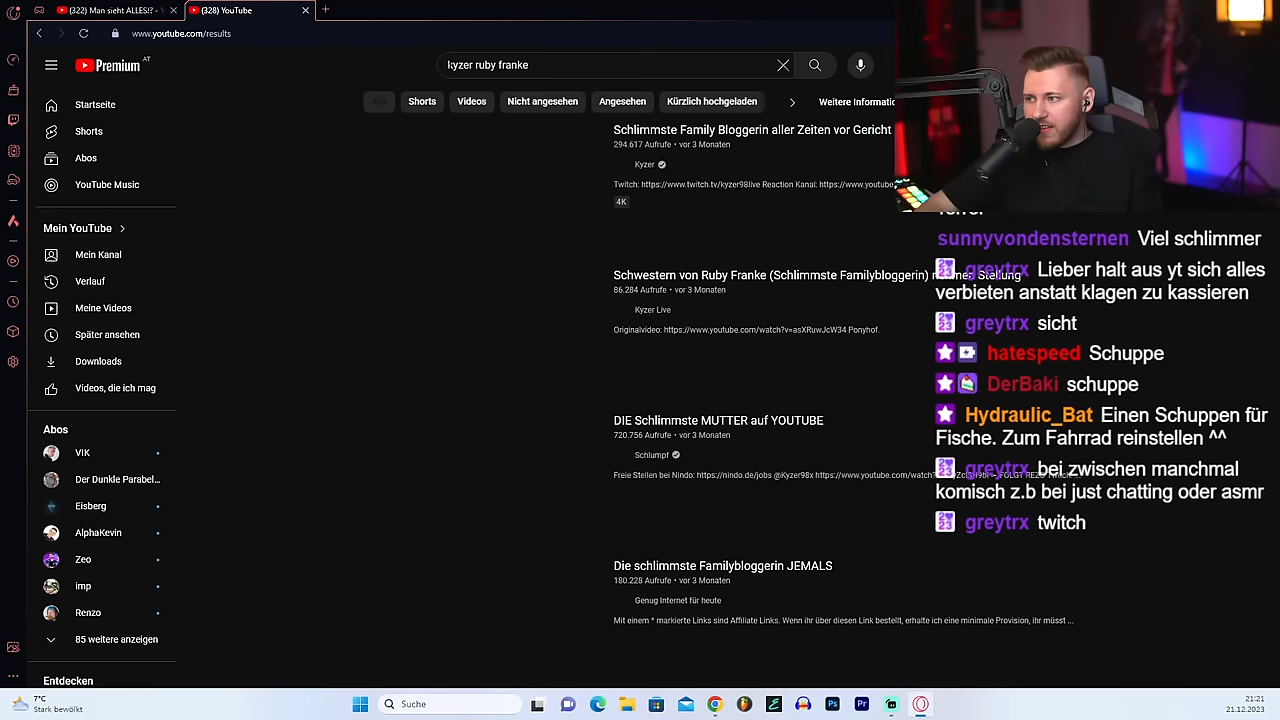 (322) Man sieht ALLES!? -
(328) YouTube
www.youtube.com/results
Premium AT
kyzer ruby franke
Alle
Shorts
Videos
Nicht angesehen
Angesehen
Kürzlich hochgeladen
Weitere Informatio
Startseite
Shorts
Abos
YouTube Music
Mein YouTube
Mein Kanal
Verlauf
Meine Videos
Später ansehen
Downloads
Videos, die ich mag
Abos
VIK
Der Dunkle Parabel...
Eisberg
AlphaKevin
Zeo
imp
Renzo
85 weitere anzeigen
Entdecken
Schlimmste Family Bloggerin aller Zeiten vor Gericht
294.617 Aufrufe • vor 3 Monaten
Kyzer
Twitch: https://www.twitch.tv/kyzer98live Reaction Kanal: https://www.youtube
4K
Schwestern von Ruby Franke (Schlimmste Familybloggerin) nehmen Stellung
86.284 Aufrufe • vor 3 Monaten
Kyzer Live
Originalvideo: https://www.youtube.com/watch?v=asXRuwJcW34 Ponyhof.
DIE Schlimmste MUTTER auf YOUTUBE
720.756 Aufrufe • vor 3 Monaten
Schlumpf
Freie Stellen bei Nindo: https://nindo.de/jobs @Kyzer98x https://www.youtube.com/watch?
Die schlimmste Familybloggerin JEMALS
180.228 Aufrufe • vor 3 Monaten
Genug Internet für heute
Mit einem * markierte Links sind Affiliate Links. Wenn ihr über diesen Link bestellt, erhalte ich eine minimale Provision, ihr müsst ...
sunnyvondensternen Viel schlimmer
greytrx Lieber halt aus yt sich alles
verbieten anstatt klagen zu kassieren
greytrx sicht
hatespeed Schuppe
DerBaki schuppe
Hydraulic_Bat Einen Schuppen für
Fische. Zum Fahrrad reinstellen ^^
greytrx bei zwischen manchmal
komisch z.b bei just chatting oder asmr
greytrx twitch
7°C
Stark bewölkt
Suche
Ps
Pr
21:21
21.12.2023